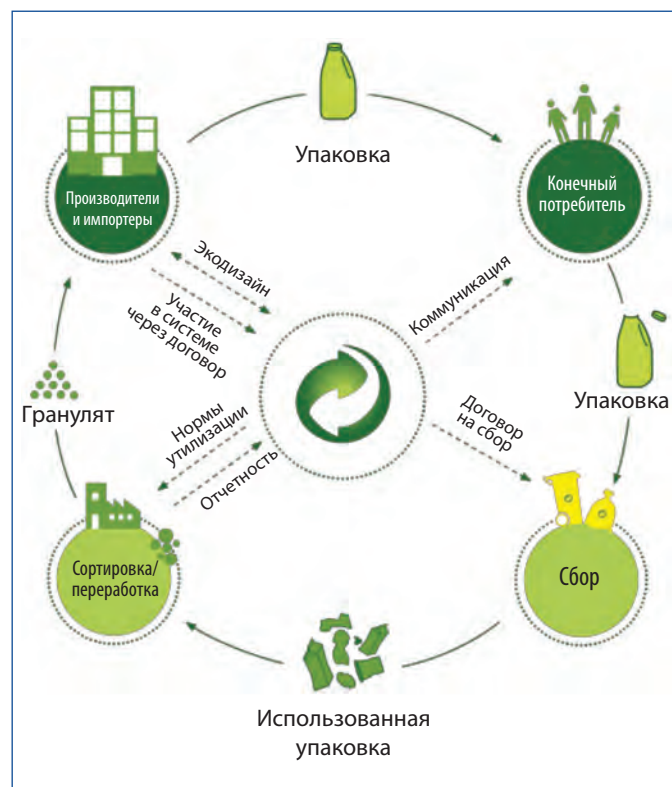 Упаковка
Производители
и импортеры
Конечный
потребитель
Экодизайн
Участие
в системе
через договор
Коммуникация
Гранулят
Упаковка
Нормы
утилизации
Отчетность
Договор
на сбор
Сортировка/
переработка
Сбор
Использованная
упаковка